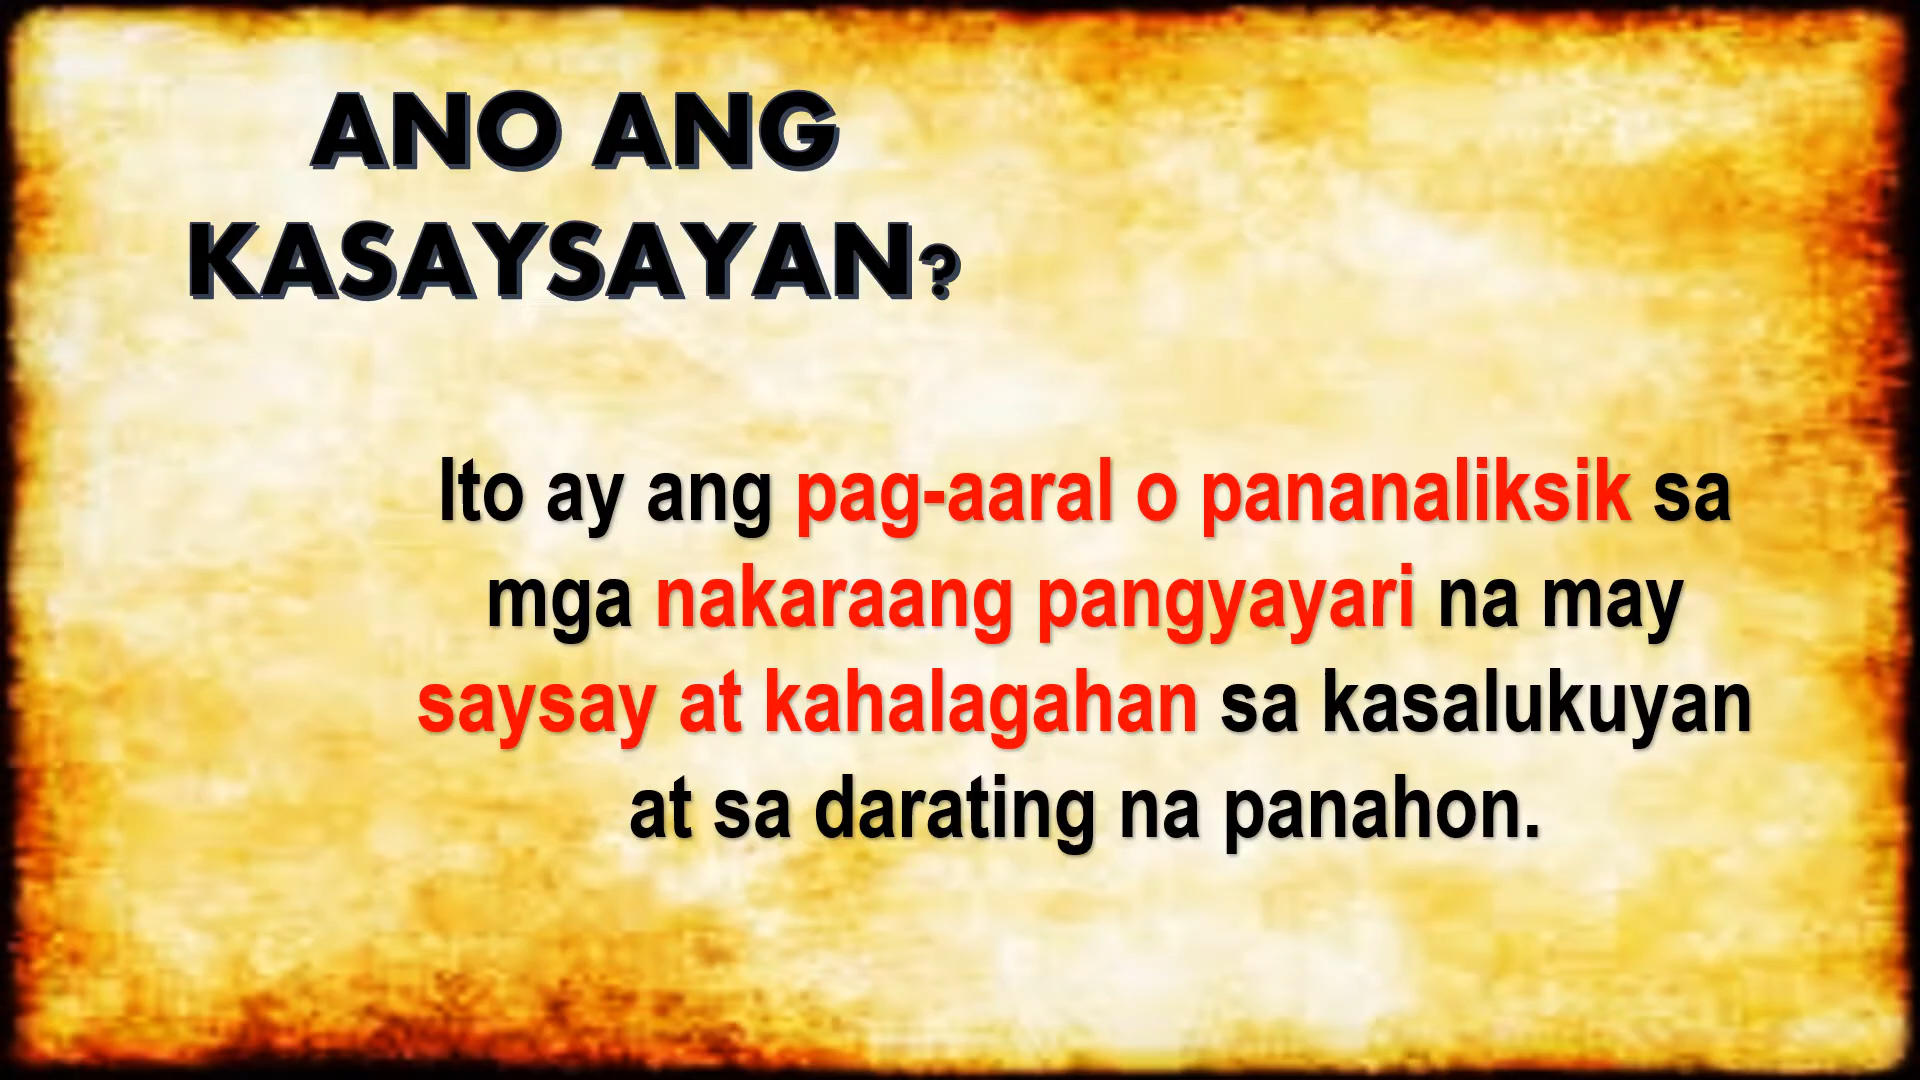 ANO ANG
KASAYSAYAN?
Ito ay ang pag-aaral o pananaliksik sa
mga nakaraang pangyayari na may
saysay at kahalagahan sa kasalukuyan
at sa darating na panahon.